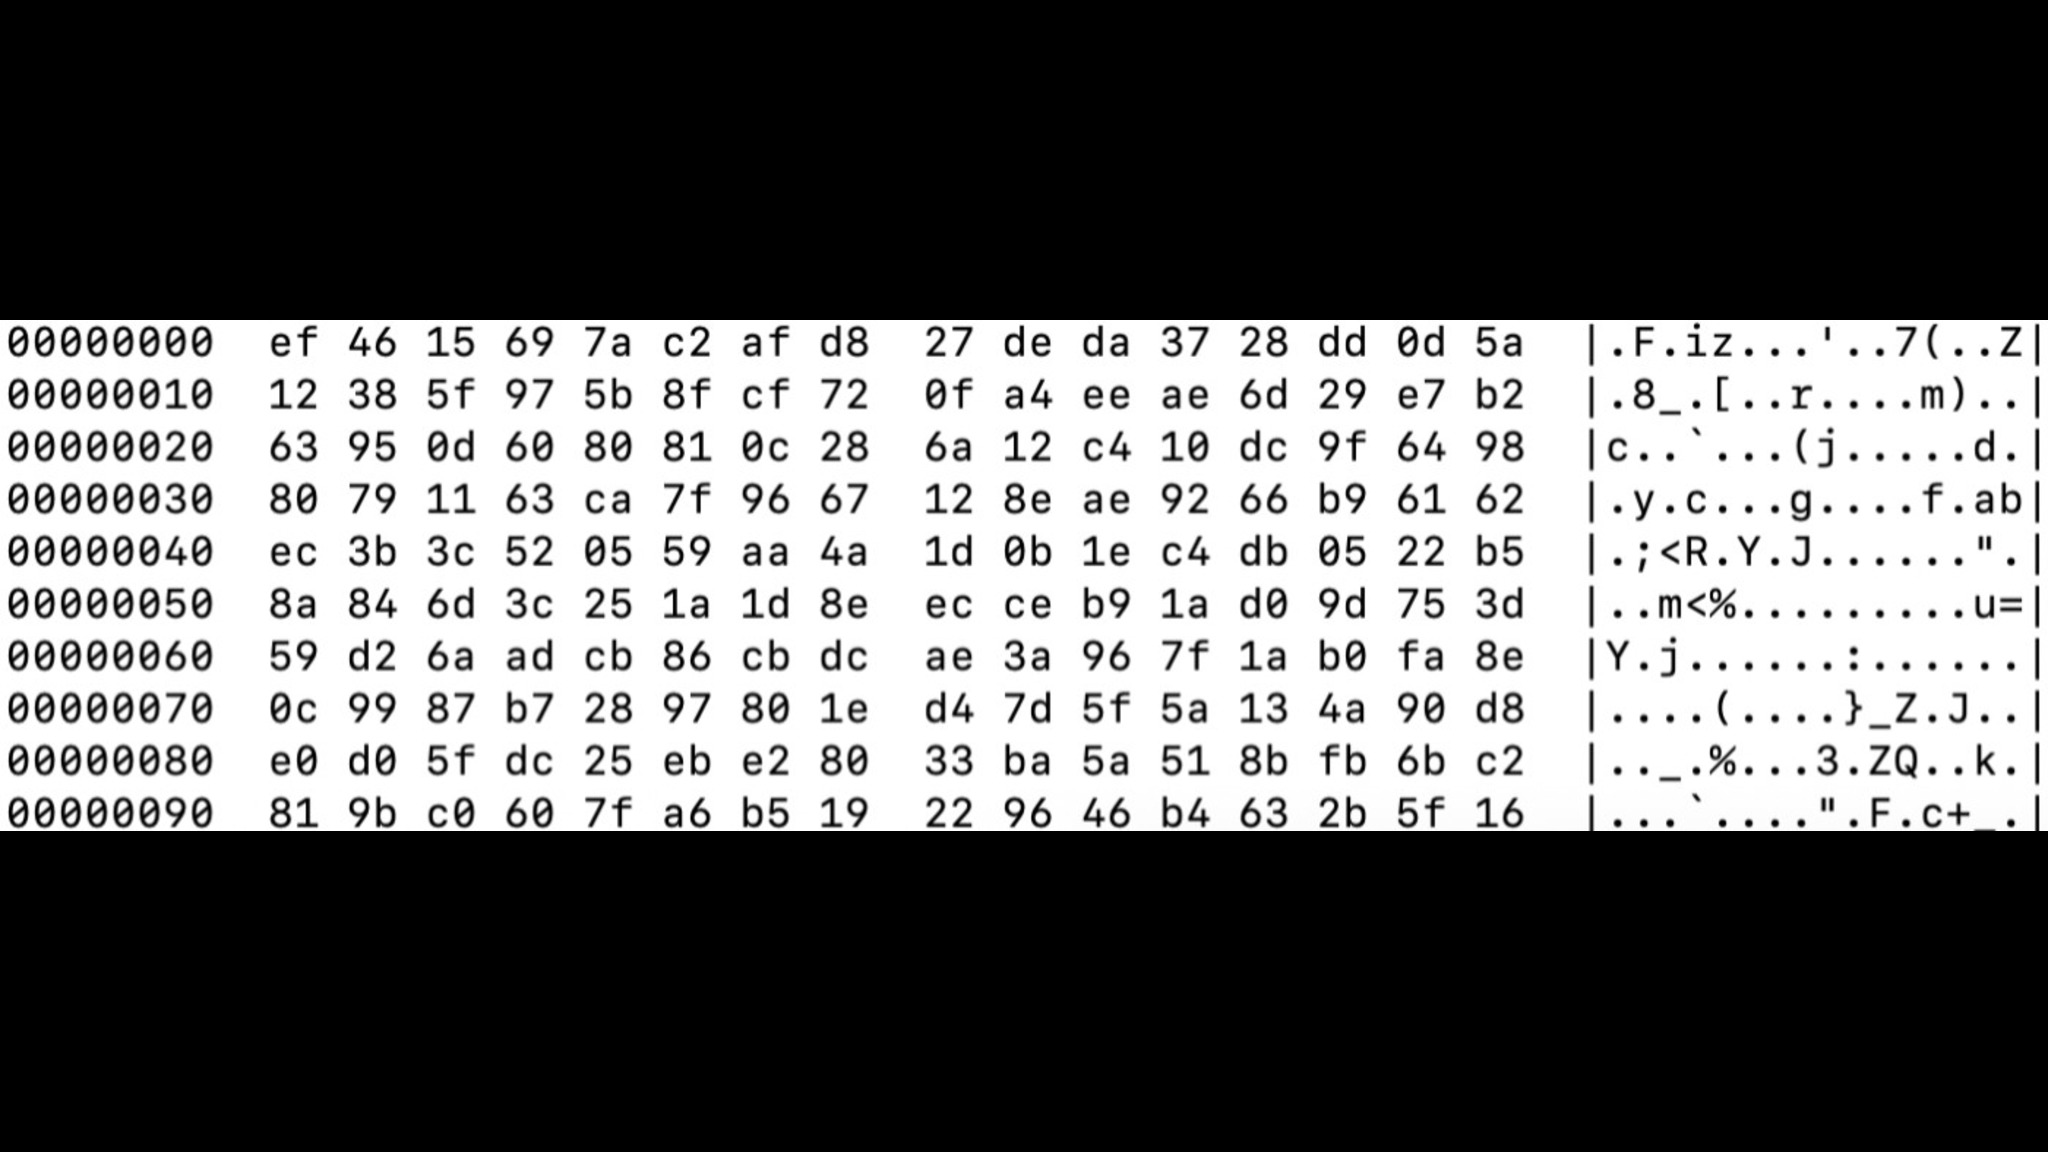 00000000  ef 46 15 69 7a c2 af d8  27 de da 37 28 dd 0d 5a  |.F.iz...'..7(..Z|
00000010  12 38 5f 97 5b 8f cf 72  0f a4 ee ae 6d 29 e7 b2  |.8_.[..r....m)..|
00000020  63 95 0d 60 80 81 0c 28  6a 12 c4 10 dc 9f 64 98  |c..`...(j.....d.|
00000030  80 79 11 63 ca 7f 96 67  12 8e ae 92 66 b9 61 62  |.y.c...g....f.ab|
00000040  ec 3b 3c 52 05 59 aa 4a  1d 0b 1e c4 db 05 22 b5  |.;<R.Y.J......".|
00000050  8a 84 6d 3c 25 1a 1d 8e  ec ce b9 1a d0 9d 75 3d  |..m<%.........u=|
00000060  59 d2 6a ad cb 86 cb dc  ae 3a 96 7f 1a b0 fa 8e  |Y.j......:......|
00000070  0c 99 87 b7 28 97 80 1e  d4 7d 5f 5a 13 4a 90 d8  |....(....}_Z.J..|
00000080  e0 d0 5f dc 25 eb e2 80  33 ba 5a 51 8b fb 6b c2  |.._.%...3.ZQ..k.|
00000090  81 9b c0 60 7f a6 b5 19  22 96 46 b4 63 2b 5f 16  |...`....".F.c+_.|